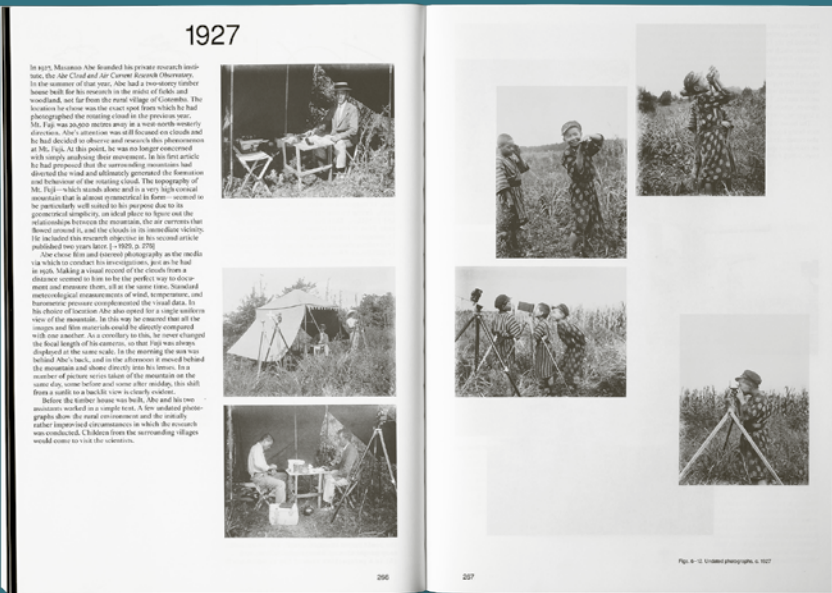 1927
In 1927, Masanao Abe founded his private research insti-
tute, the Abe Cloud and Air Current Research Observatory.
In the summer of that year, Abe had a two-storey timber
house built for his research in the midst of fields and
woodland, not far from the rural village of Gotemba. The
location he chose was the exact spot from which he had
photographed the rotating cloud in the previous year.
Mt. Fuji was metres away in a west-north-westerly
direction. Abe's attention was still focused on clouds and
he had decided to observe and research this phenomenon
at Mt. Fuji. At this point, he was no longer concerned
with simply analysing their movement. In his first article
he had proposed that the surrounding mountains had
diverted the wind and ultimately generated the formation
and behaviour of the rotating cloud. The topography of
Mt. Fuji—which stands alone and is a very high conical
mountain that is almost symmetrical in form—seemed to
be particularly well suited to his purpose due to its
geometrical simplicity, an ideal place to figure out the
relationships between the mountain, the air currents that
flowed around it, and the clouds in its immediate vicinity.
He included this research objective in his second article
published two years later. [→ 1929, p. 276]
Abe chose film and (stereo) photography as the media
via which to conduct his investigations, just as he had
in 1926. Making a visual record of the clouds from a
distance seemed to him to be the perfect way to docu-
ment and measure them, all at the same time. Standard
meteorological measurements of wind, temperature, and
barometric pressure complemented the visual data. In
his choice of location Abe also opted for a single uniform
view of the mountain. In this way he ensured that all the
images and film materials could be directly compared
with one another. As a corollary to this, he never changed
the focal length of his cameras, so that Fuji was always
displayed at the same scale. In the morning the sun was
behind Abe's back, and in the afternoon it moved behind
the mountain and shone directly into his lenses. In a
number of picture series taken of the mountain on the
same day, some before and some after midday, this shift
from a sunlit to a backlit view is clearly evident.
Before the timber house was built, Abe and his two
assistants worked in a simple tent. A few undated photo-
graphs show the rural environment and the initially
rather improvised circumstances in which the research
was conducted. Children from the surrounding villages
would come to visit the scientists.
266
267
Undated photographs, c. 1927